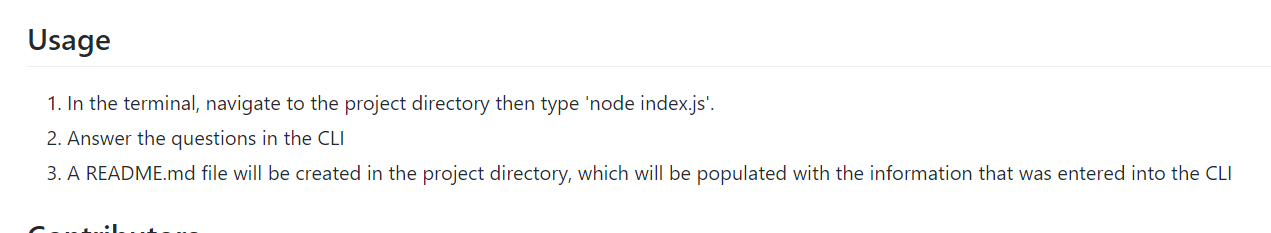 Usage
1. In the terminal, navigate to the project directory then type 'node index.js'.
2. Answer the questions in the CLI
3. A README.md file will be created in the project directory, which will be populated with the information that was entered into the CLI
Contributors